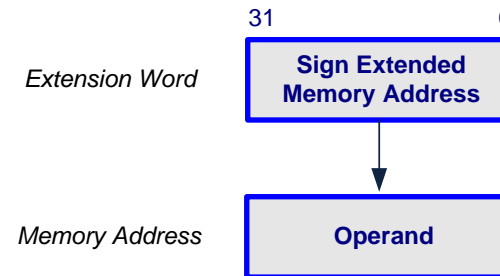 31
Extension Word
Sign Extended
Memory Address
Memory Address
Operand